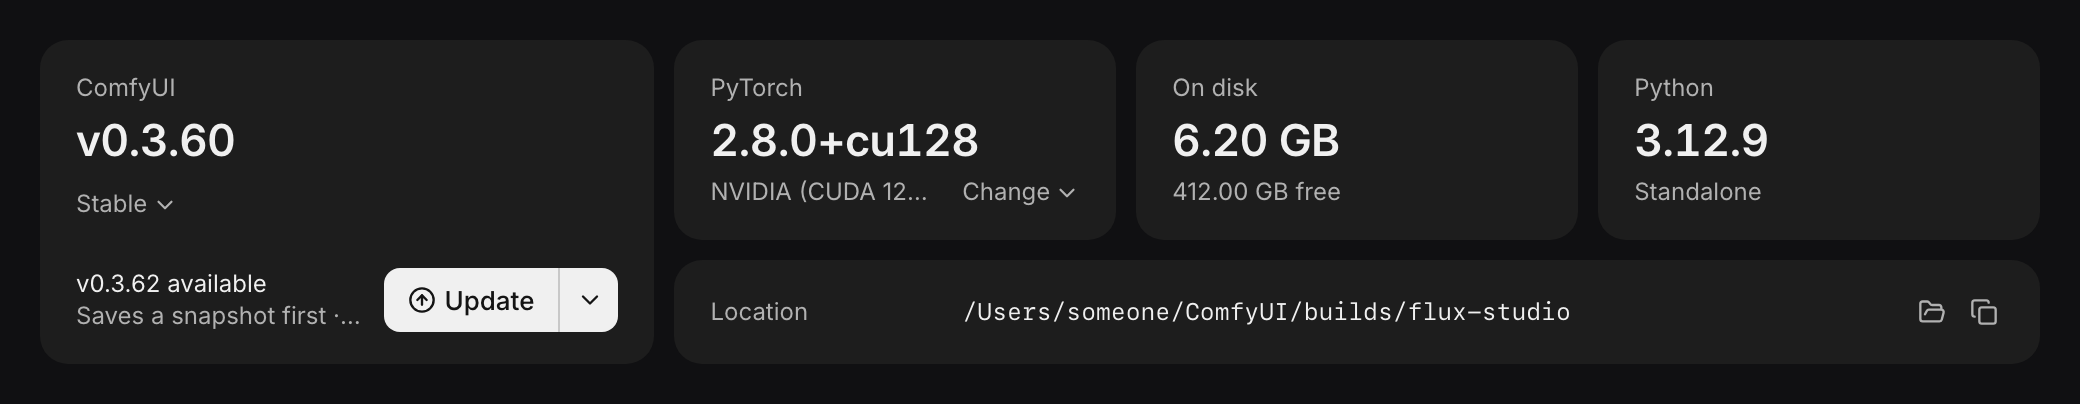 ComfyUI
v0.3.60
Stable
v0.3.62 available
Saves a snapshot first ·...
Update
PyTorch
2.8.0+cu128
NVIDIA (CUDA 12...
Change
On disk
6.20 GB
412.00 GB free
Python
3.12.9
Standalone
Location
/Users/someone/ComfyUI/builds/flux-studio